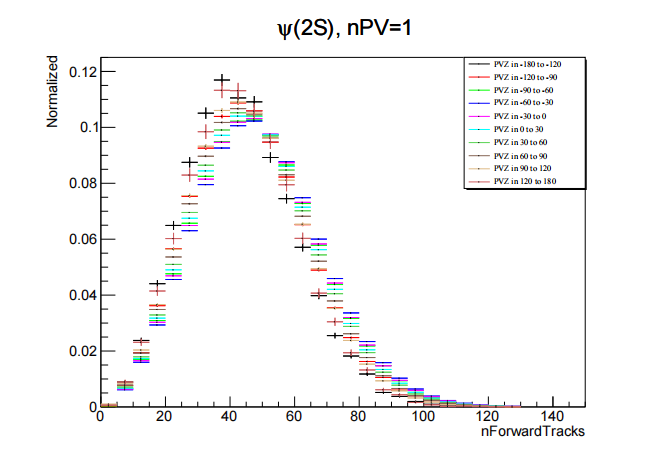 ψ(2S), nPV=1
Normalized
0.12
0.1
0.08
0.06
0.04
0.02
0
0 20 40 60 80 100 120 140
nForwardTracks
PVZ in -180 to -120
PVZ in -120 to -90
PVZ in -90 to -60
PVZ in -60 to -30
PVZ in -30 to 0
PVZ in 0 to 30
PVZ in 30 to 60
PVZ in 60 to 90
PVZ in 90 to 120
PVZ in 120 to 180